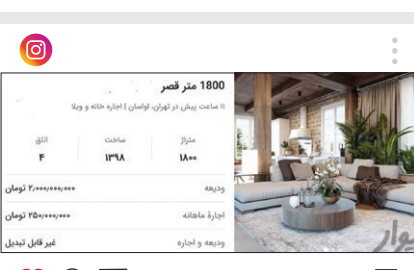 1800 متر قصر
۱۱ ساعت پیش در تهران، لواسان | اجاره خانه و ویلا
متراژ ساخت اتاق
۱۸۰۰ ۱۳۹۸ ۴
ودیعه ۲٫۰۰۰٫۰۰۰٫۰۰۰ تومان
اجارهٔ ماهانه ۲۵۰٫۰۰۰٫۰۰۰ تومان
ودیعه و اجاره غیر قابل تبدیل
دیوار